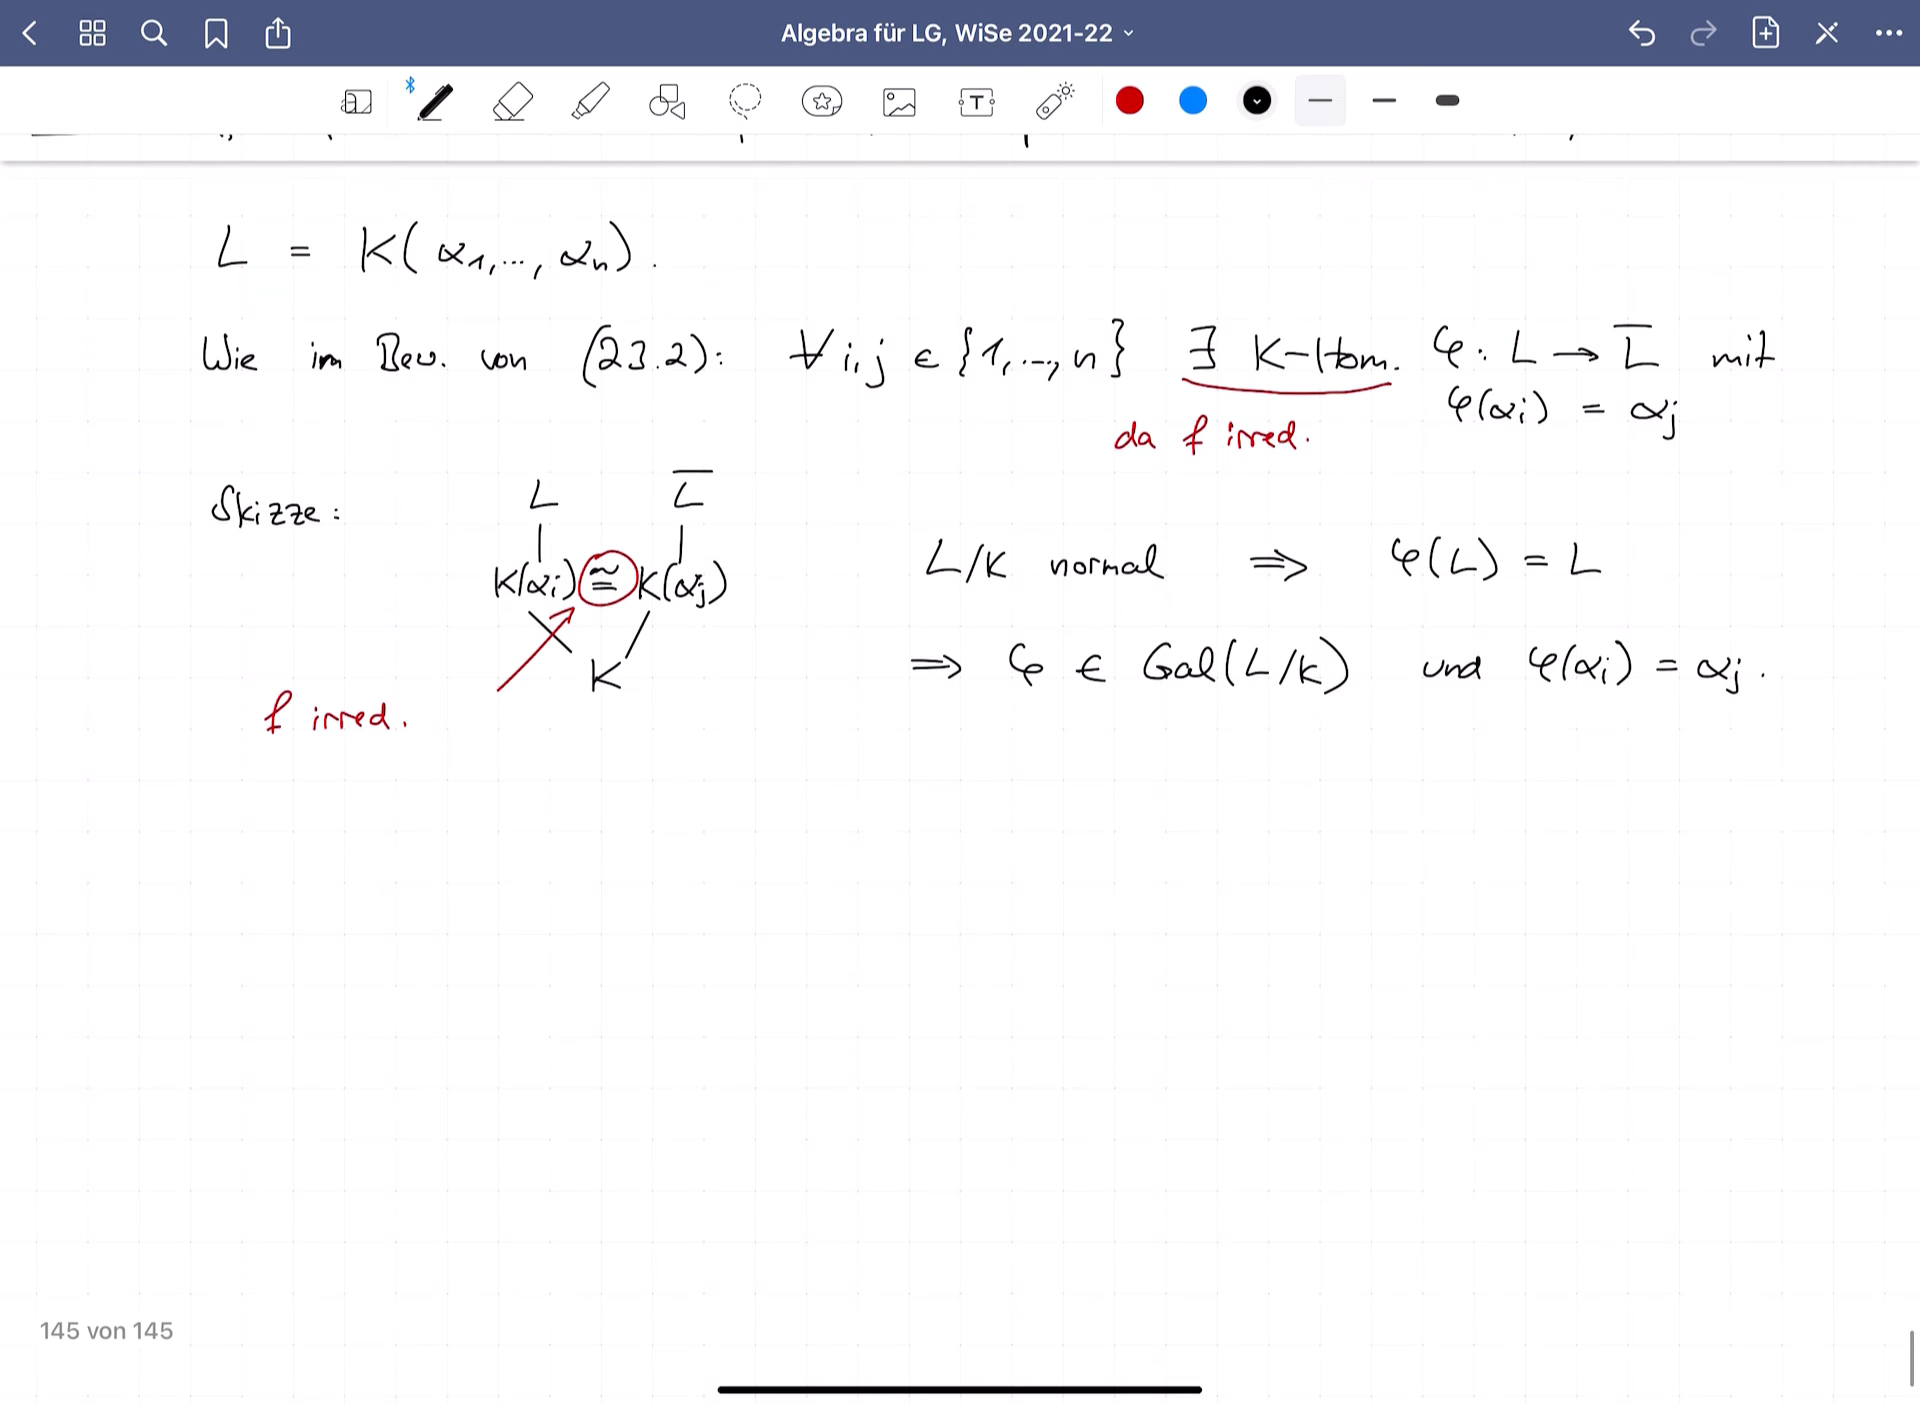 Algebra für LG, WiSe 2021-22
L = K(α₁,…, αₙ).
Wie im Bew. von (23.2): ∀ i,j ∈ {1,…,n} ∃ K-Hom. φ: L → L̅ mit
φ(αᵢ) = αⱼ
da f irred.
Skizze: L L̅
K(αᵢ) ≅ K(αⱼ)
K
f irred.
L/K normal ⟹ φ(L) = L
⟹ φ ∈ Gal(L/K) und φ(αᵢ) = αⱼ.
145 von 145